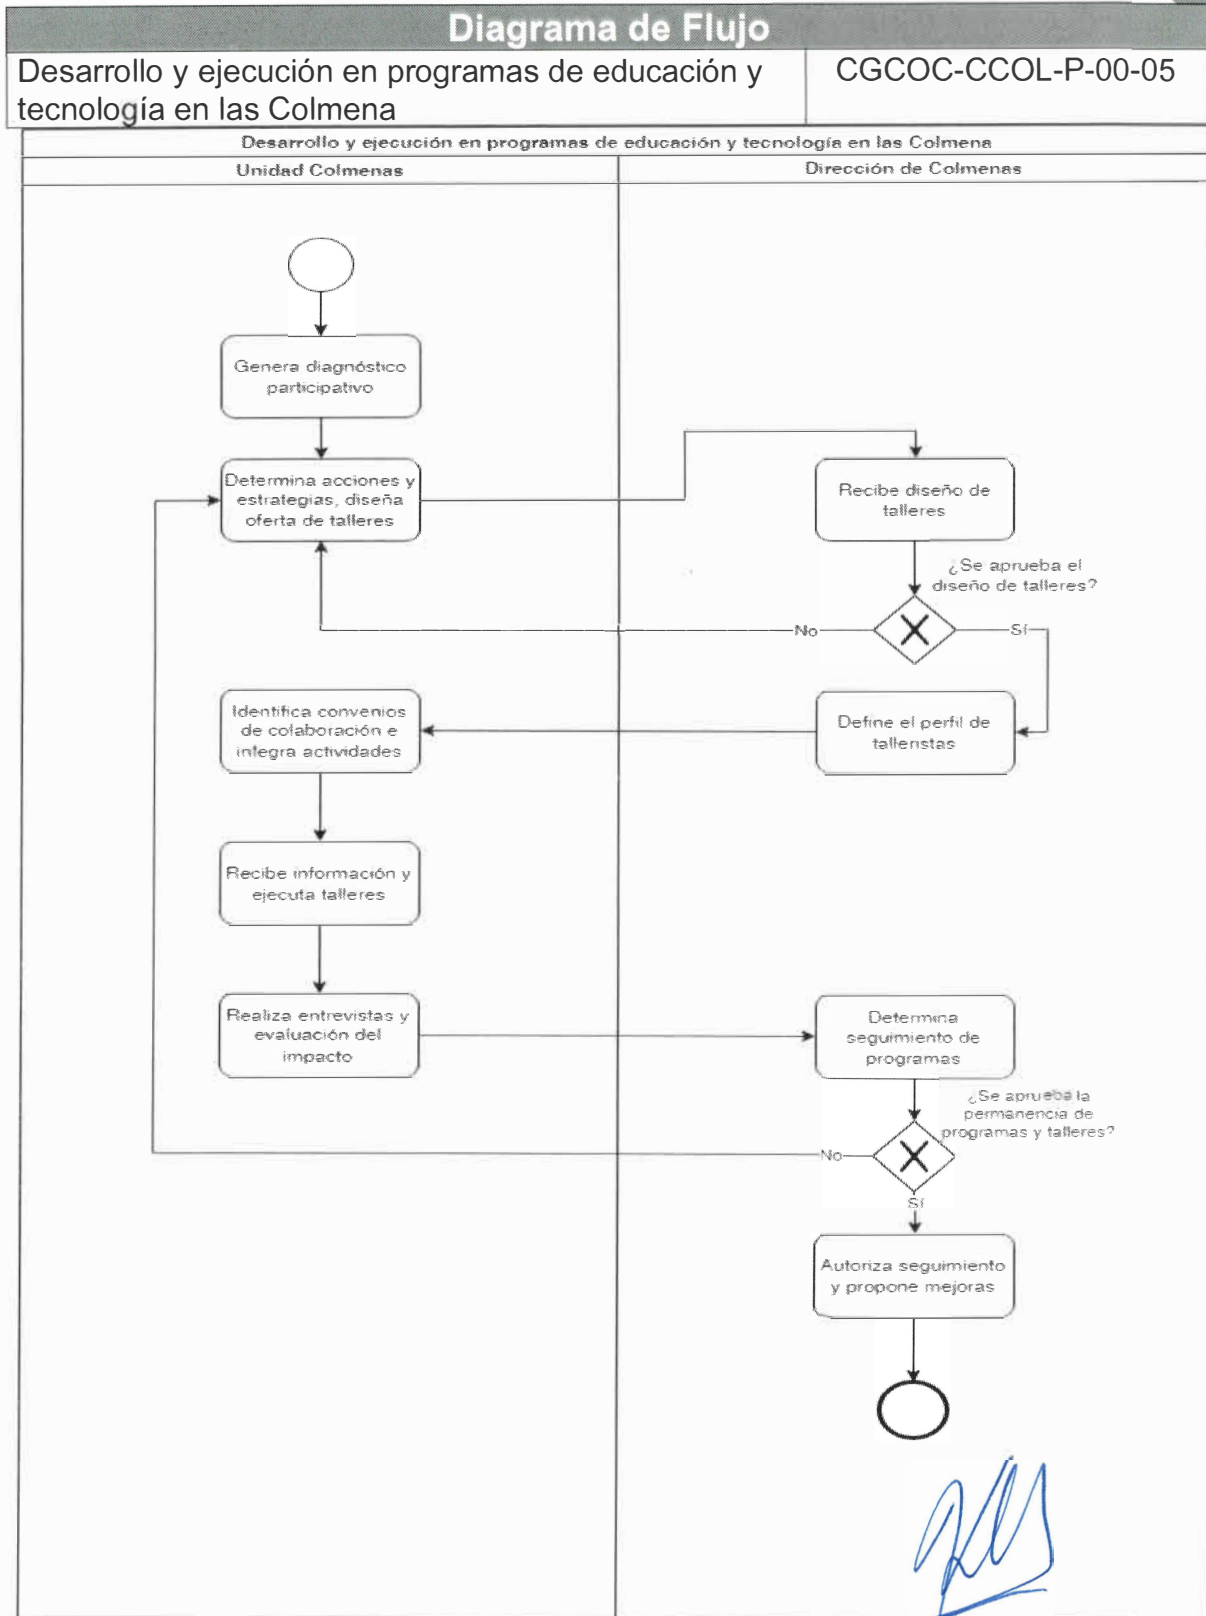 Diagrama de Flujo
Desarrollo y ejecución en programas de educación y
tecnología en las Colmena
CGCOC-CCOL-P-00-05
Desarrollo y ejecución en programas de educación y tecnología en las Colmena
Unidad Colmenas
Dirección de Colmenas
Genera diagnóstico
participativo
Determina acciones y
estrategias, diseña
oferta de talleres
Recibe diseño de
talleres
¿Se aprueba el
diseño de talleres?
No
Sí
Identifica convenios
de colaboración e
integra actividades
Define el perfil de
talleristas
Recibe información y
ejecuta talleres
Realiza entrevistas y
evaluación del
impacto
Determina
seguimiento de
programas
¿Se aprueba la
permanencia de
programas y talleres?
No
Sí
Autoriza seguimiento
y propone mejoras